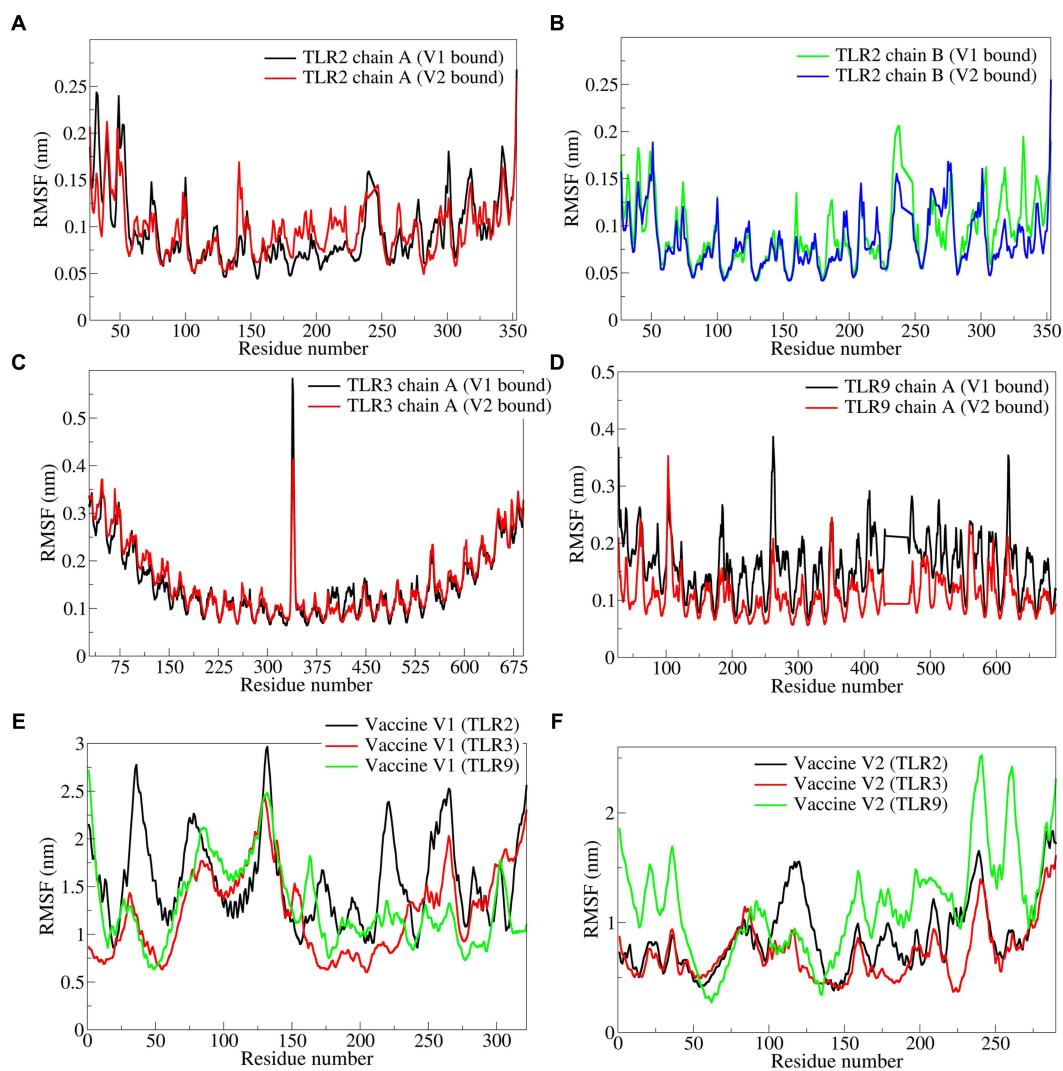 A
TLR2 chain A (V1 bound)
TLR2 chain A (V2 bound)
RMSF (nm)
0.25
0.2
0.15
0.1
0.05
0
50 100 150 200 250 300 350
Residue number
B
TLR2 chain B (V1 bound)
TLR2 chain B (V2 bound)
RMSF (nm)
0.25
0.2
0.15
0.1
0.05
0
50 100 150 200 250 300 350
Residue number
C
TLR3 chain A (V1 bound)
TLR3 chain A (V2 bound)
RMSF (nm)
0.6
0.5
0.4
0.3
0.2
0.1
0
75 150 225 300 375 450 525 600 675
Residue number
D
TLR9 chain A (V1 bound)
TLR9 chain A (V2 bound)
RMSF (nm)
0.5
0.4
0.3
0.2
0.1
0
100 200 300 400 500 600
Residue number
E
Vaccine V1 (TLR2)
Vaccine V1 (TLR3)
Vaccine V1 (TLR9)
RMSF (nm)
3
2.5
2
1.5
1
0.5
0
0 50 100 150 200 250 300
Residue number
F
Vaccine V2 (TLR2)
Vaccine V2 (TLR3)
Vaccine V2 (TLR9)
RMSF (nm)
2
1
0
0 50 100 150 200 250
Residue number